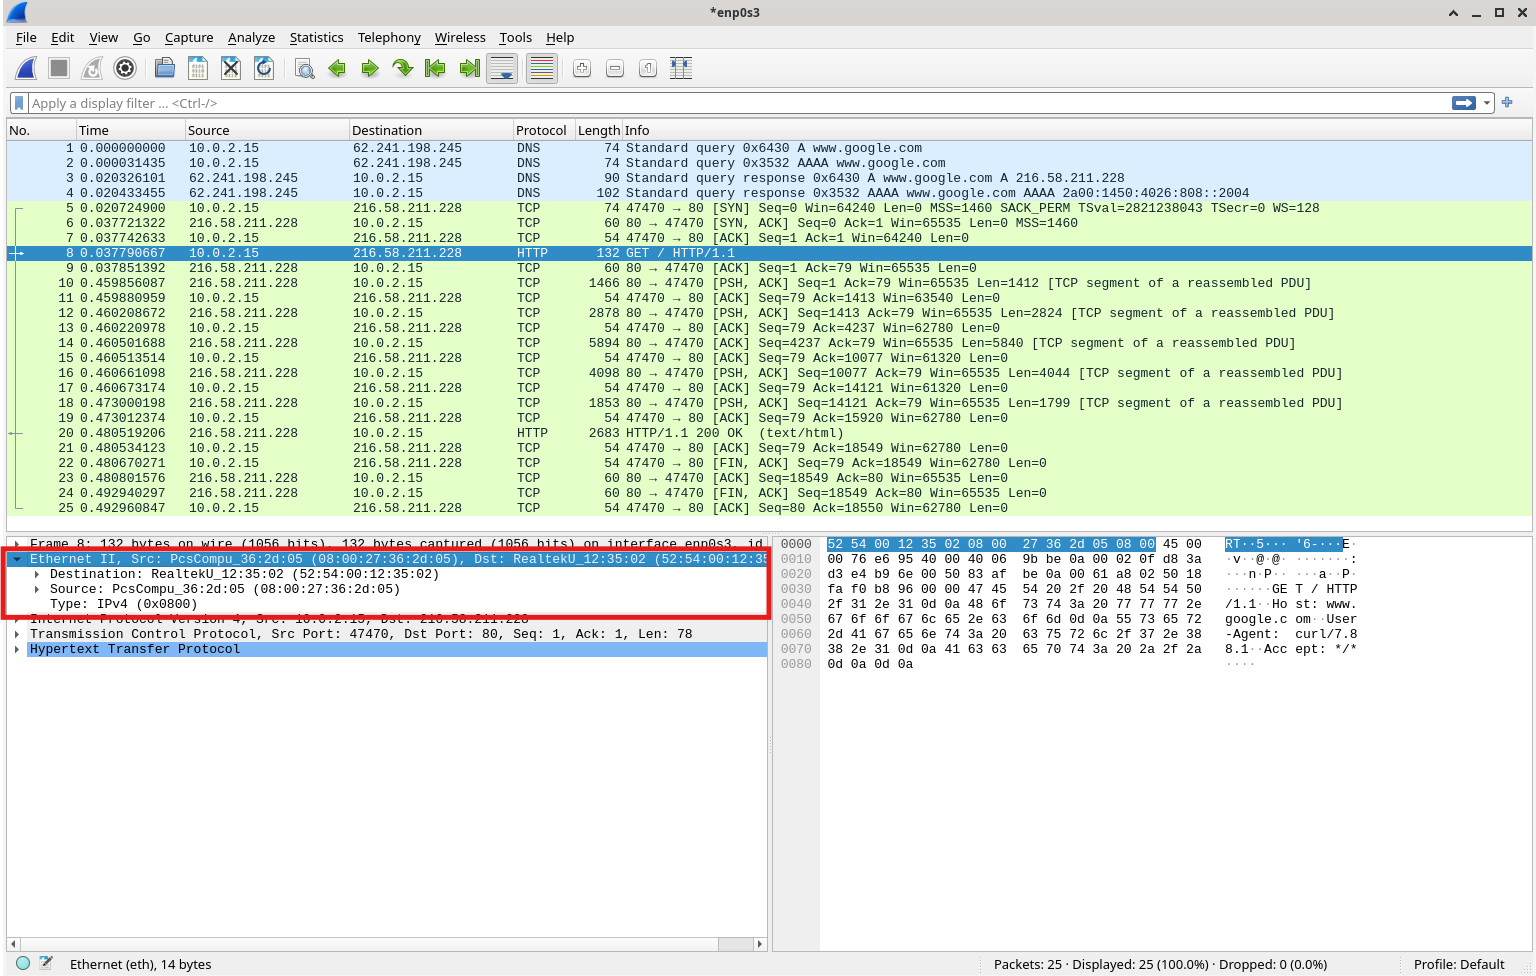 *enp0s3
File Edit View Go Capture Analyze Statistics Telephony Wireless Tools Help
Apply a display filter ... <Ctrl-/>
No. Time Source Destination Protocol Length Info
1 0.000000000 10.0.2.15 62.241.198.245 DNS 74 Standard query 0x6430 A www.google.com
2 0.000031435 10.0.2.15 62.241.198.245 DNS 74 Standard query 0x3532 AAAA www.google.com
3 0.020326101 62.241.198.245 10.0.2.15 DNS 90 Standard query response 0x6430 A www.google.com A 216.58.211.228
4 0.020433455 62.241.198.245 10.0.2.15 DNS 102 Standard query response 0x3532 AAAA www.google.com AAAA 2a00:1450:4026:808::2004
5 0.020724900 10.0.2.15 216.58.211.228 TCP 74 47470 → 80 [SYN] Seq=0 Win=64240 Len=0 MSS=1460 SACK_PERM TSval=2821238043 TSecr=0 WS=128
6 0.037721322 216.58.211.228 10.0.2.15 TCP 60 80 → 47470 [SYN, ACK] Seq=0 Ack=1 Win=65535 Len=0 MSS=1460
7 0.037742633 10.0.2.15 216.58.211.228 TCP 54 47470 → 80 [ACK] Seq=1 Ack=1 Win=64240 Len=0
8 0.037790667 10.0.2.15 216.58.211.228 HTTP 132 GET / HTTP/1.1
9 0.037851392 216.58.211.228 10.0.2.15 TCP 60 80 → 47470 [ACK] Seq=1 Ack=79 Win=65535 Len=0
10 0.459856087 216.58.211.228 10.0.2.15 TCP 1466 80 → 47470 [PSH, ACK] Seq=1 Ack=79 Win=65535 Len=1412 [TCP segment of a reassembled PDU]
11 0.459880959 10.0.2.15 216.58.211.228 TCP 54 47470 → 80 [ACK] Seq=79 Ack=1413 Win=63540 Len=0
12 0.460208672 216.58.211.228 10.0.2.15 TCP 2878 80 → 47470 [PSH, ACK] Seq=1413 Ack=79 Win=65535 Len=2824 [TCP segment of a reassembled PDU]
13 0.460220978 10.0.2.15 216.58.211.228 TCP 54 47470 → 80 [ACK] Seq=79 Ack=4237 Win=62780 Len=0
14 0.460501688 216.58.211.228 10.0.2.15 TCP 5894 80 → 47470 [PSH, ACK] Seq=4237 Ack=79 Win=65535 Len=5840 [TCP segment of a reassembled PDU]
15 0.460513514 10.0.2.15 216.58.211.228 TCP 54 47470 → 80 [ACK] Seq=79 Ack=10077 Win=61320 Len=0
16 0.460661098 216.58.211.228 10.0.2.15 TCP 4098 80 → 47470 [PSH, ACK] Seq=10077 Ack=79 Win=65535 Len=4044 [TCP segment of a reassembled PDU]
17 0.460673174 10.0.2.15 216.58.211.228 TCP 54 47470 → 80 [ACK] Seq=79 Ack=14121 Win=61320 Len=0
18 0.473000198 216.58.211.228 10.0.2.15 TCP 1853 80 → 47470 [PSH, ACK] Seq=14121 Ack=79 Win=65535 Len=1799 [TCP segment of a reassembled PDU]
19 0.473012374 10.0.2.15 216.58.211.228 TCP 54 47470 → 80 [ACK] Seq=79 Ack=15920 Win=62780 Len=0
20 0.480519206 216.58.211.228 10.0.2.15 HTTP 2683 HTTP/1.1 200 OK  (text/html)
21 0.480534123 10.0.2.15 216.58.211.228 TCP 54 47470 → 80 [ACK] Seq=79 Ack=18549 Win=62780 Len=0
22 0.480670271 10.0.2.15 216.58.211.228 TCP 54 47470 → 80 [FIN, ACK] Seq=79 Ack=18549 Win=62780 Len=0
23 0.480801576 216.58.211.228 10.0.2.15 TCP 60 80 → 47470 [ACK] Seq=18549 Ack=80 Win=65535 Len=0
24 0.492940297 216.58.211.228 10.0.2.15 TCP 60 80 → 47470 [FIN, ACK] Seq=18549 Ack=80 Win=65535 Len=0
25 0.492960847 10.0.2.15 216.58.211.228 TCP 54 47470 → 80 [ACK] Seq=80 Ack=18550 Win=62780 Len=0
Frame 8: 132 bytes on wire (1056 bits), 132 bytes captured (1056 bits) on interface enp0s3, id
Ethernet II, Src: PcsCompu_36:2d:05 (08:00:27:36:2d:05), Dst: RealtekU_12:35:02 (52:54:00:12:35
Destination: RealtekU_12:35:02 (52:54:00:12:35:02)
Source: PcsCompu_36:2d:05 (08:00:27:36:2d:05)
Type: IPv4 (0x0800)
Internet Protocol Version 4, Src: 10.0.2.15, Dst: 216.58.211.228
Transmission Control Protocol, Src Port: 47470, Dst Port: 80, Seq: 1, Ack: 1, Len: 78
Hypertext Transfer Protocol
0000 52 54 00 12 35 02 08 00 27 36 2d 05 08 00 45 00 RT··5··· '6-···E·
0010 00 76 e6 95 40 00 40 06 9b be 0a 00 02 0f d8 3a ·v··@·@· ·······:
0020 d3 e4 b9 6e 00 50 83 af be 0a 00 61 a8 02 50 18 ···n·P·· ···a··P·
0030 fa f0 b8 96 00 00 47 45 54 20 2f 20 48 54 54 50 ······GE T / HTTP
0040 2f 31 2e 31 0d 0a 48 6f 73 74 3a 20 77 77 77 2e /1.1··Ho st: www.
0050 67 6f 6f 67 6c 65 2e 63 6f 6d 0d 0a 55 73 65 72 google.c om··User
0060 2d 41 67 65 6e 74 3a 20 63 75 72 6c 2f 37 2e 38 -Agent:  curl/7.8
0070 38 2e 31 0d 0a 41 63 63 65 70 74 3a 20 2a 2f 2a 8.1··Acc ept: */*
0080 0d 0a 0d 0a ····
Ethernet (eth), 14 bytes
Packets: 25 · Displayed: 25 (100.0%) · Dropped: 0 (0.0%)
Profile: Default